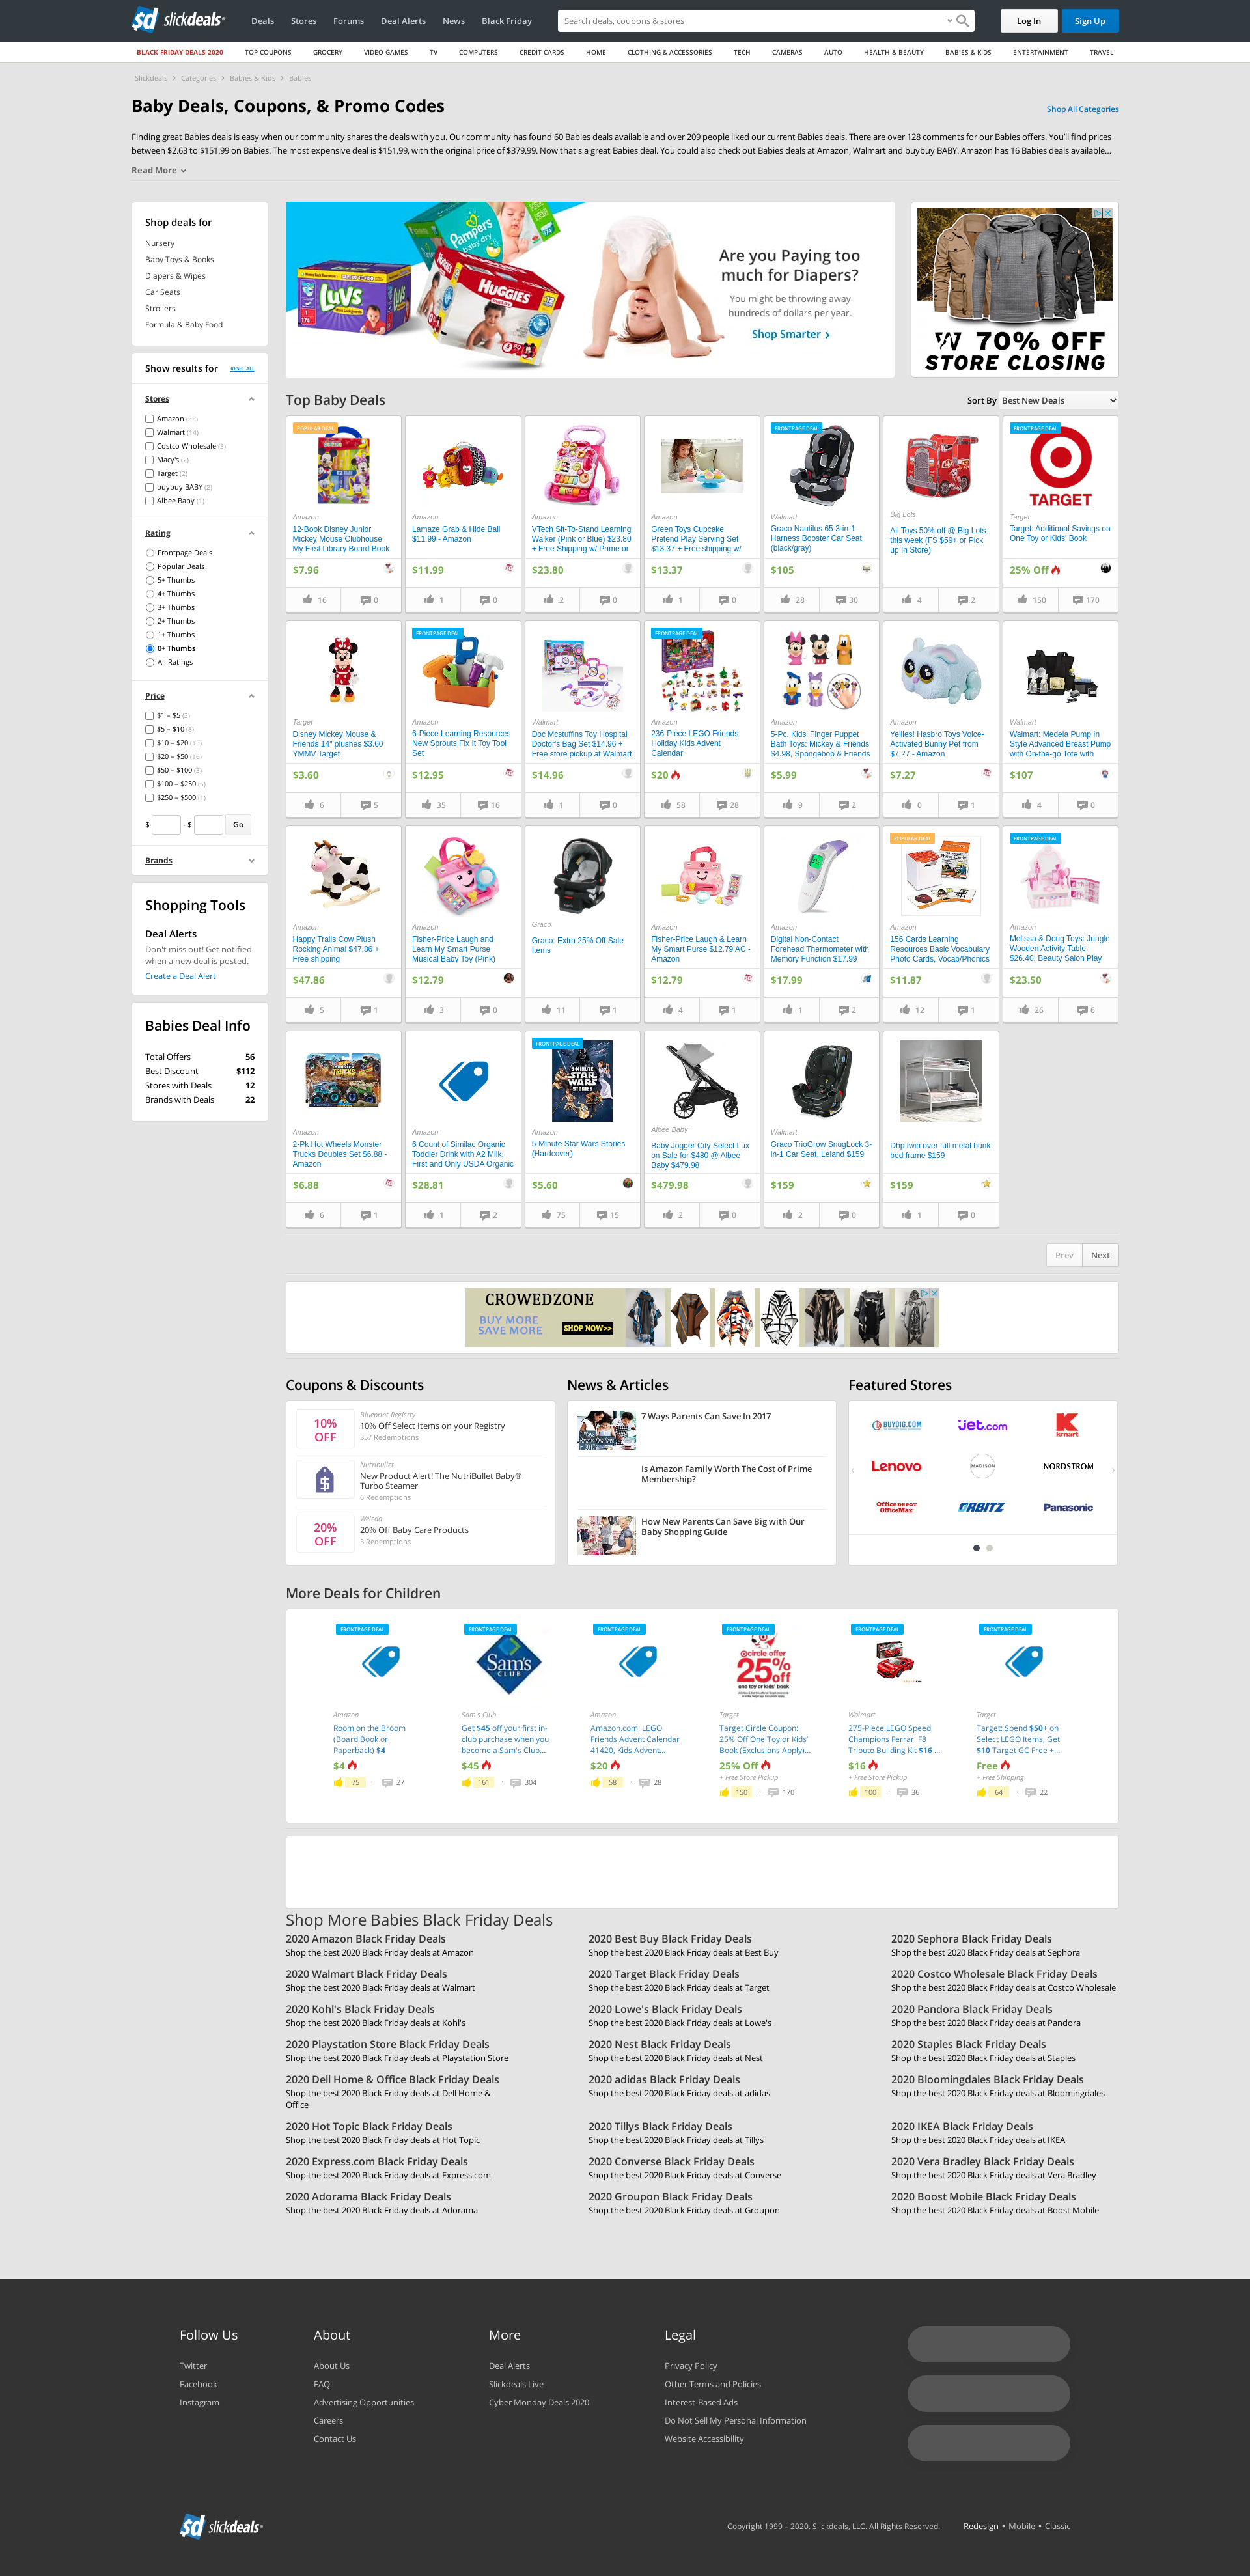 sd slickdeals
Deals
Stores
Forums
Deal Alerts
News
Black Friday
Search deals, coupons & stores
Log In
Sign Up
BLACK FRIDAY DEALS 2020
TOP COUPONS
GROCERY
VIDEO GAMES
TV
COMPUTERS
CREDIT CARDS
HOME
CLOTHING & ACCESSORIES
TECH
CAMERAS
AUTO
HEALTH & BEAUTY
BABIES & KIDS
ENTERTAINMENT
TRAVEL
Slickdeals > Categories > Babies & Kids > Babies
Baby Deals, Coupons, & Promo Codes
Shop All Categories
Finding great Babies deals is easy when our community shares the deals with you. Our community has found 60 Babies deals available and over 209 people liked our current Babies deals. There are over 128 comments for our Babies offers. You'll find prices
between $2.63 to $151.99 on Babies. The most expensive deal is $151.99, with the original price of $379.99. Now that's a great Babies deal. You could also check out Babies deals at Amazon, Walmart and buybuy BABY. Amazon has 16 Babies deals available...
Read More
Shop deals for
Nursery
Baby Toys & Books
Diapers & Wipes
Car Seats
Strollers
Formula & Baby Food
Show results for
RESET ALL
Stores
Amazon (35)
Walmart (14)
Costco Wholesale (3)
Macy's (2)
Target (2)
buybuy BABY (2)
Albee Baby (1)
Rating
Frontpage Deals
Popular Deals
5+ Thumbs
4+ Thumbs
3+ Thumbs
2+ Thumbs
1+ Thumbs
0+ Thumbs
All Ratings
Price
$1 – $5 (2)
$5 – $10 (8)
$10 – $20 (13)
$20 – $50 (16)
$50 – $100 (3)
$100 – $250 (5)
$250 – $500 (1)
$ - $ Go
Brands
Shopping Tools
Deal Alerts
Don't miss out! Get notified
when a new deal is posted.
Create a Deal Alert
Babies Deal Info
Total Offers 56
Best Discount $112
Stores with Deals 12
Brands with Deals 22
Pampers
baby dry
Luvs
HUGGIES
Are you Paying too
much for Diapers?
You might be throwing away
hundreds of dollars per year.
Shop Smarter
70% OFF
STORE CLOSING
Top Baby Deals
Sort By Best New Deals
POPULAR DEAL
Amazon
12-Book Disney Junior
Mickey Mouse Clubhouse
My First Library Board Book
$7.96
16 0
Amazon
Lamaze Grab & Hide Ball
$11.99 - Amazon
$11.99
1 0
Amazon
VTech Sit-To-Stand Learning
Walker (Pink or Blue) $23.80
+ Free Shipping w/ Prime or
$23.80
2 0
Amazon
Green Toys Cupcake
Pretend Play Serving Set
$13.37 + Free shipping w/
$13.37
1 0
FRONTPAGE DEAL
Walmart
Graco Nautilus 65 3-in-1
Harness Booster Car Seat
(black/gray)
$105
28 30
Big Lots
All Toys 50% off @ Big Lots
this week (FS $59+ or Pick
up In Store)
4 2
FRONTPAGE DEAL
TARGET
Target
Target: Additional Savings on
One Toy or Kids' Book
25% Off
150 170
Target
Disney Mickey Mouse &
Friends 14" plushes $3.60
YMMV Target
$3.60
6 5
FRONTPAGE DEAL
Amazon
6-Piece Learning Resources
New Sprouts Fix It Toy Tool
Set
$12.95
35 16
Walmart
Doc Mcstuffins Toy Hospital
Doctor's Bag Set $14.96 +
Free store pickup at Walmart
$14.96
1 0
FRONTPAGE DEAL
Amazon
236-Piece LEGO Friends
Holiday Kids Advent
Calendar
$20
58 28
Amazon
5-Pc. Kids' Finger Puppet
Bath Toys: Mickey & Friends
$4.98, Spongebob & Friends
$5.99
9 2
Amazon
Yellies! Hasbro Toys Voice-
Activated Bunny Pet from
$7.27 - Amazon
$7.27
0 1
Walmart
Walmart: Medela Pump In
Style Advanced Breast Pump
with On-the-go Tote with
$107
4 0
Amazon
Happy Trails Cow Plush
Rocking Animal $47.86 +
Free shipping
$47.86
5 1
Amazon
Fisher-Price Laugh and
Learn My Smart Purse
Musical Baby Toy (Pink)
$12.79
3 0
Graco
Graco: Extra 25% Off Sale
Items
11 1
Amazon
Fisher-Price Laugh & Learn
My Smart Purse $12.79 AC -
Amazon
$12.79
4 1
Amazon
Digital Non-Contact
Forehead Thermometer with
Memory Function $17.99
$17.99
1 2
POPULAR DEAL
Amazon
156 Cards Learning
Resources Basic Vocabulary
Photo Cards, Vocab/Phonics
$11.87
12 1
FRONTPAGE DEAL
Amazon
Melissa & Doug Toys: Jungle
Wooden Activity Table
$26.40, Beauty Salon Play
$23.50
26 6
Amazon
2-Pk Hot Wheels Monster
Trucks Doubles Set $6.88 -
Amazon
$6.88
6 1
Amazon
6 Count of Similac Organic
Toddler Drink with A2 Milk,
First and Only USDA Organic
$28.81
1 2
FRONTPAGE DEAL
5-MINUTE
STAR WARS
STORIES
Amazon
5-Minute Star Wars Stories
(Hardcover)
$5.60
75 15
Albee Baby
Baby Jogger City Select Lux
on Sale for $480 @ Albee
Baby $479.98
$479.98
2 0
Walmart
Graco TrioGrow SnugLock 3-
in-1 Car Seat, Leland $159
$159
2 0
Dhp twin over full metal bunk
bed frame $159
$159
1 0
Prev
Next
CROWEDZONE
BUY MORE
SAVE MORE
SHOP NOW>>
Coupons & Discounts
10%
OFF
Blueprint Registry
10% Off Select Items on your Registry
357 Redemptions
Nutribullet
New Product Alert! The NutriBullet Baby®
Turbo Steamer
6 Redemptions
20%
OFF
Weleda
20% Off Baby Care Products
3 Redemptions
News & Articles
7 Ways Parents Can Save In 2017
Is Amazon Family Worth The Cost of Prime
Membership?
How New Parents Can Save Big with Our
Baby Shopping Guide
Featured Stores
BUYDIG.COM
jet.com
kmart
Lenovo
MADISON
NORDSTROM
Office DEPOT
OfficeMax
ORBITZ
Panasonic
More Deals for Children
FRONTPAGE DEAL
Amazon
Room on the Broom
(Board Book or
Paperback) $4
$4
75 · 27
FRONTPAGE DEAL
Sam's
CLUB
Sam's Club
Get $45 off your first in-
club purchase when you
become a Sam's Club...
$45
161 · 304
FRONTPAGE DEAL
Amazon
Amazon.com: LEGO
Friends Advent Calendar
41420, Kids Advent...
$20
58 · 28
FRONTPAGE DEAL
circle offer
25%
off
one toy or kids' book
Target
Target Circle Coupon:
25% Off One Toy or Kids'
Book (Exclusions Apply)...
25% Off
+ Free Store Pickup
150 · 170
FRONTPAGE DEAL
Walmart
275-Piece LEGO Speed
Champions Ferrari F8
Tributo Building Kit $16 ...
$16
+ Free Store Pickup
100 · 36
FRONTPAGE DEAL
Target
Target: Spend $50+ on
Select LEGO Items, Get
$10 Target GC Free +...
Free
+ Free Shipping
64 · 22
Shop More Babies Black Friday Deals
2020 Amazon Black Friday Deals
Shop the best 2020 Black Friday deals at Amazon
2020 Best Buy Black Friday Deals
Shop the best 2020 Black Friday deals at Best Buy
2020 Sephora Black Friday Deals
Shop the best 2020 Black Friday deals at Sephora
2020 Walmart Black Friday Deals
Shop the best 2020 Black Friday deals at Walmart
2020 Target Black Friday Deals
Shop the best 2020 Black Friday deals at Target
2020 Costco Wholesale Black Friday Deals
Shop the best 2020 Black Friday deals at Costco Wholesale
2020 Kohl's Black Friday Deals
Shop the best 2020 Black Friday deals at Kohl's
2020 Lowe's Black Friday Deals
Shop the best 2020 Black Friday deals at Lowe's
2020 Pandora Black Friday Deals
Shop the best 2020 Black Friday deals at Pandora
2020 Playstation Store Black Friday Deals
Shop the best 2020 Black Friday deals at Playstation Store
2020 Nest Black Friday Deals
Shop the best 2020 Black Friday deals at Nest
2020 Staples Black Friday Deals
Shop the best 2020 Black Friday deals at Staples
2020 Dell Home & Office Black Friday Deals
Shop the best 2020 Black Friday deals at Dell Home &
Office
2020 adidas Black Friday Deals
Shop the best 2020 Black Friday deals at adidas
2020 Bloomingdales Black Friday Deals
Shop the best 2020 Black Friday deals at Bloomingdales
2020 Hot Topic Black Friday Deals
Shop the best 2020 Black Friday deals at Hot Topic
2020 Tillys Black Friday Deals
Shop the best 2020 Black Friday deals at Tillys
2020 IKEA Black Friday Deals
Shop the best 2020 Black Friday deals at IKEA
2020 Express.com Black Friday Deals
Shop the best 2020 Black Friday deals at Express.com
2020 Converse Black Friday Deals
Shop the best 2020 Black Friday deals at Converse
2020 Vera Bradley Black Friday Deals
Shop the best 2020 Black Friday deals at Vera Bradley
2020 Adorama Black Friday Deals
Shop the best 2020 Black Friday deals at Adorama
2020 Groupon Black Friday Deals
Shop the best 2020 Black Friday deals at Groupon
2020 Boost Mobile Black Friday Deals
Shop the best 2020 Black Friday deals at Boost Mobile
Follow Us
Twitter
Facebook
Instagram
About
About Us
FAQ
Advertising Opportunities
Careers
Contact Us
More
Deal Alerts
Slickdeals Live
Cyber Monday Deals 2020
Legal
Privacy Policy
Other Terms and Policies
Interest-Based Ads
Do Not Sell My Personal Information
Website Accessibility
sd slickdeals
Copyright 1999 – 2020. Slickdeals, LLC. All Rights Reserved.
Redesign • Mobile • Classic